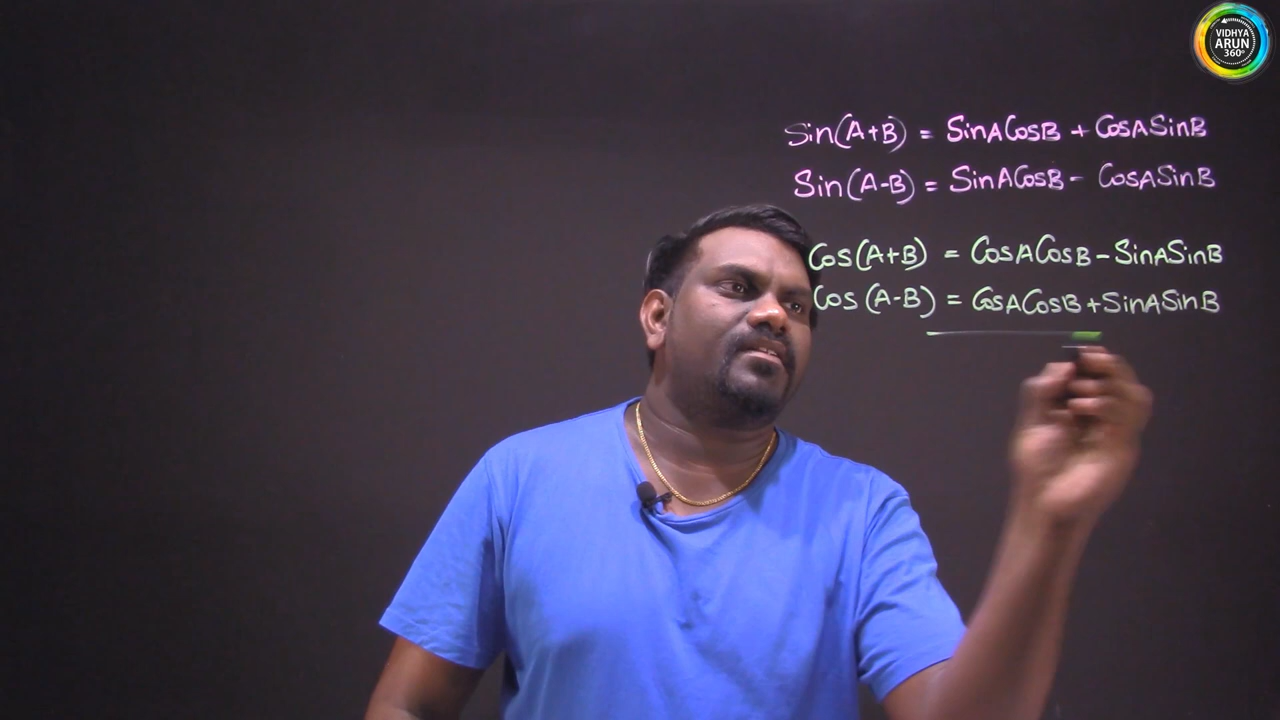 VIDHYA
ARUN
360°
Sin(A+B) = SinACosB + CosASinB
Sin(A-B) = SinACosB - CosASinB
Cos(A+B) = CosACosB - SinASinB
Cos(A-B) = CosACosB + SinASinB